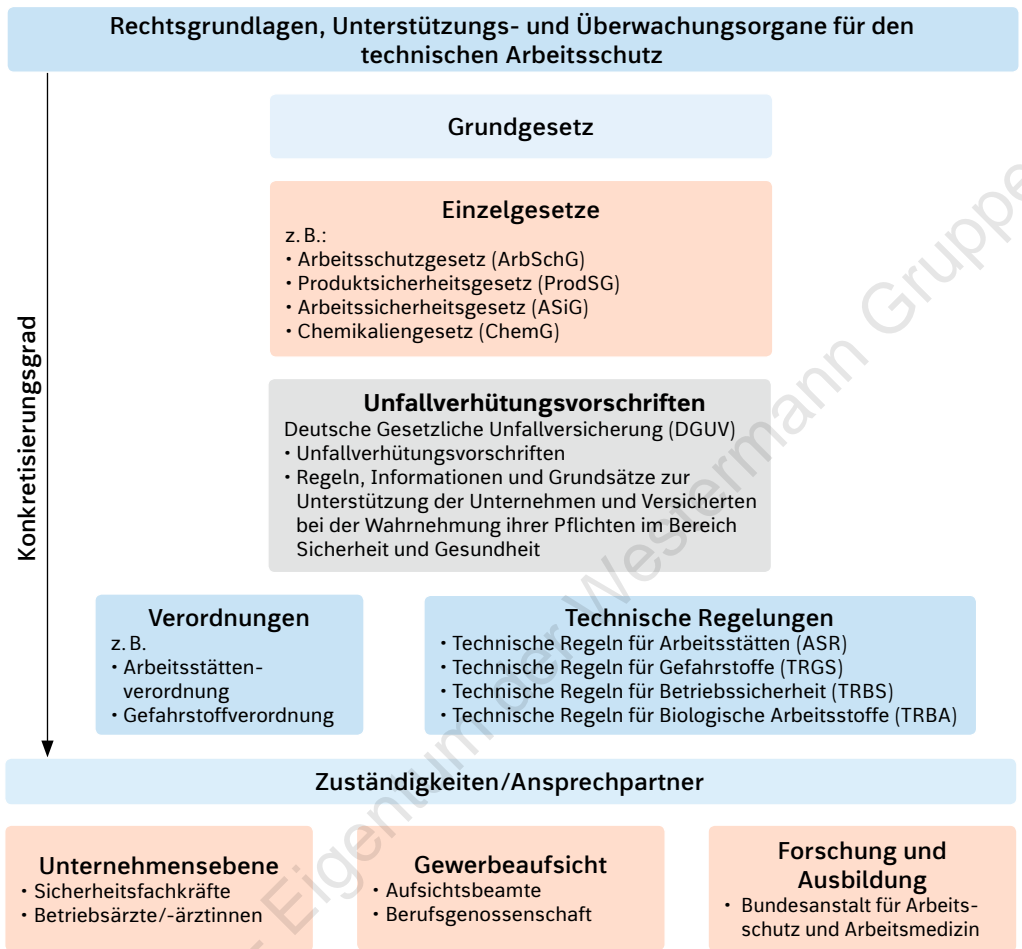 Rechtsgrundlagen, Unterstützungs- und Überwachungsorgane für den
technischen Arbeitsschutz
Konkretisierungsgrad
Grundgesetz
Einzelgesetze
z. B.:
• Arbeitsschutzgesetz (ArbSchG)
• Produktsicherheitsgesetz (ProdSG)
• Arbeitssicherheitsgesetz (ASiG)
• Chemikaliengesetz (ChemG)
Unfallverhütungsvorschriften
Deutsche Gesetzliche Unfallversicherung (DGUV)
• Unfallverhütungsvorschriften
• Regeln, Informationen und Grundsätze zur
Unterstützung der Unternehmen und Versicherten
bei der Wahrnehmung ihrer Pflichten im Bereich
Sicherheit und Gesundheit
Verordnungen
z. B.
• Arbeitsstätten-
verordnung
• Gefahrstoffverordnung
Technische Regelungen
• Technische Regeln für Arbeitsstätten (ASR)
• Technische Regeln für Gefahrstoffe (TRGS)
• Technische Regeln für Betriebssicherheit (TRBS)
• Technische Regeln für Biologische Arbeitsstoffe (TRBA)
Zuständigkeiten/Ansprechpartner
Unternehmensebene
• Sicherheitsfachkräfte
• Betriebsärzte/-ärztinnen
Gewerbeaufsicht
• Aufsichtsbeamte
• Berufsgenossenschaft
Forschung und
Ausbildung
• Bundesanstalt für Arbeits-
schutz und Arbeitsmedizin
- Eigentum der Westermann Gruppe